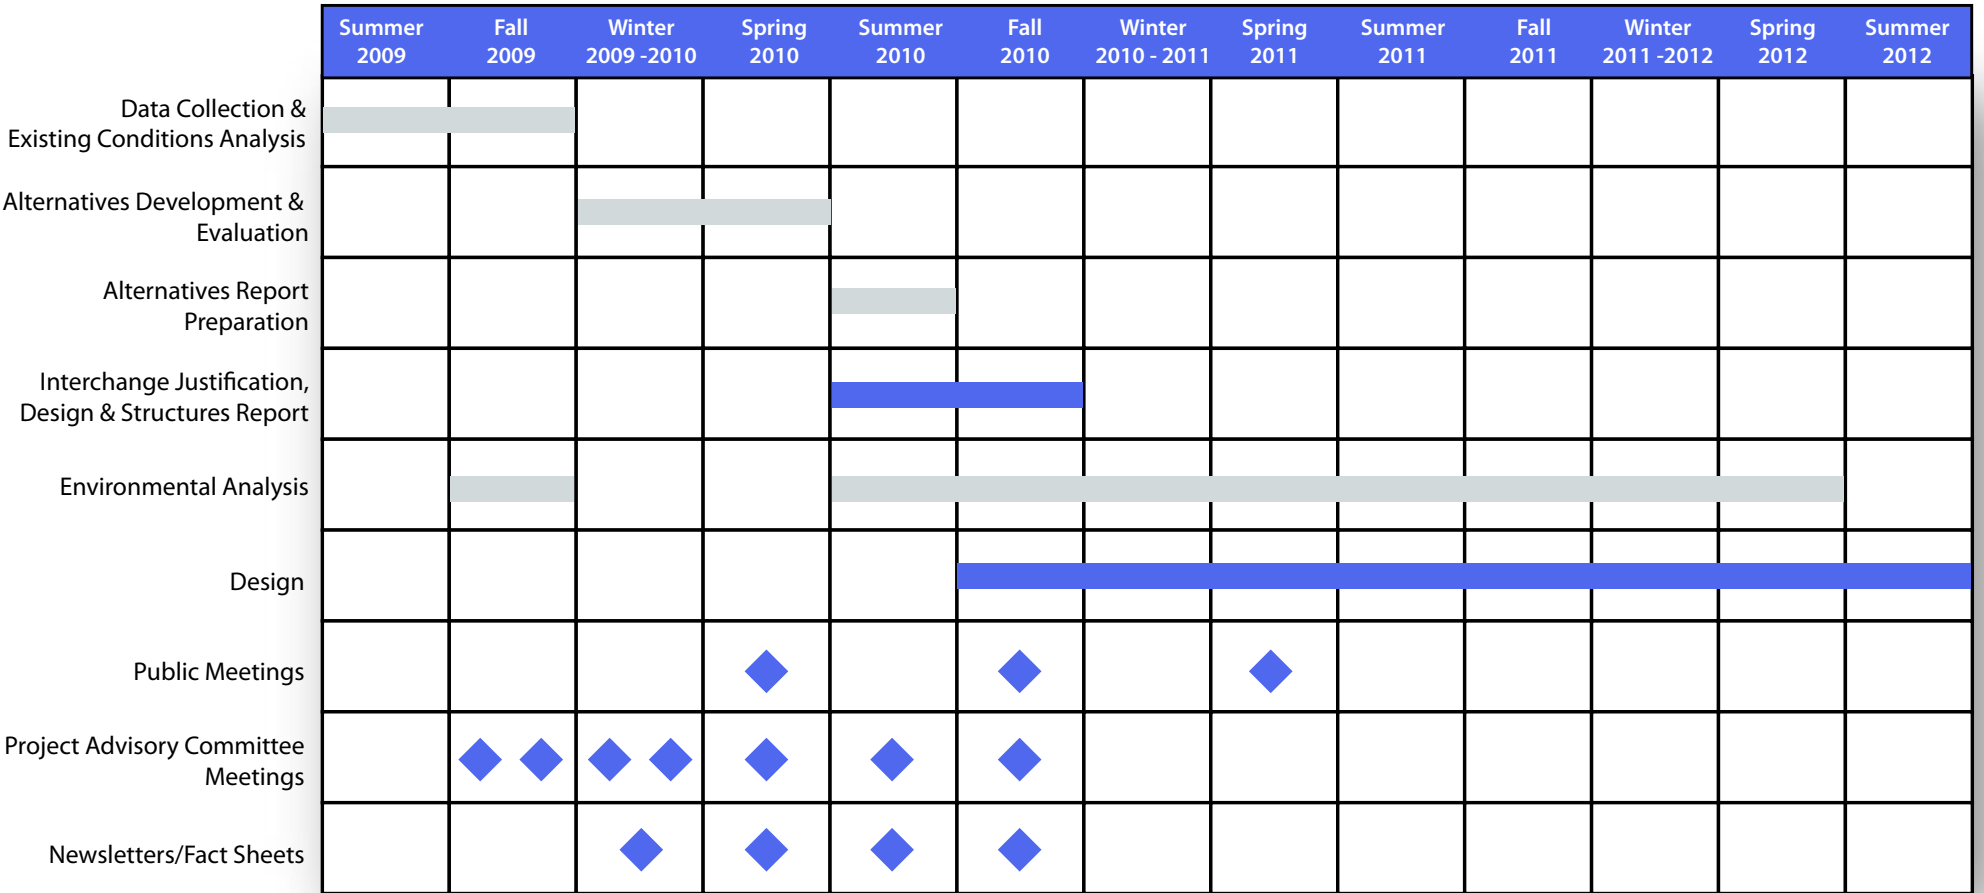 Summer Fall Winter Spring Summer Fall Winter Spring Summer Fall Winter Spring Summer
2009 2009 2009 -2010 2010 2010 2010 2010 - 2011 2011 2011 2011 2011 -2012 2012 2012
Data Collection &
Existing Conditions Analysis
Alternatives Development &
Evaluation
Alternatives Report
Preparation
Interchange Justification,
Design & Structures Report
Environmental Analysis
Design
Public Meetings
Project Advisory Committee
Meetings
Newsletters/Fact Sheets